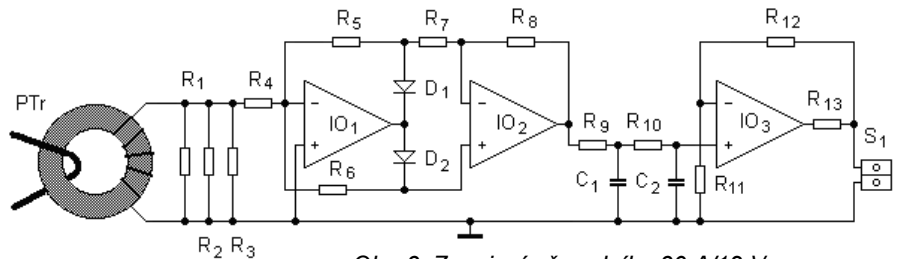 R5 R7 R8 R12
R1 R4
PTr
D1
IO1 IO2 R9 R10 IO3 R13 S1
D2
R6
C1 C2 R11
R2 R3